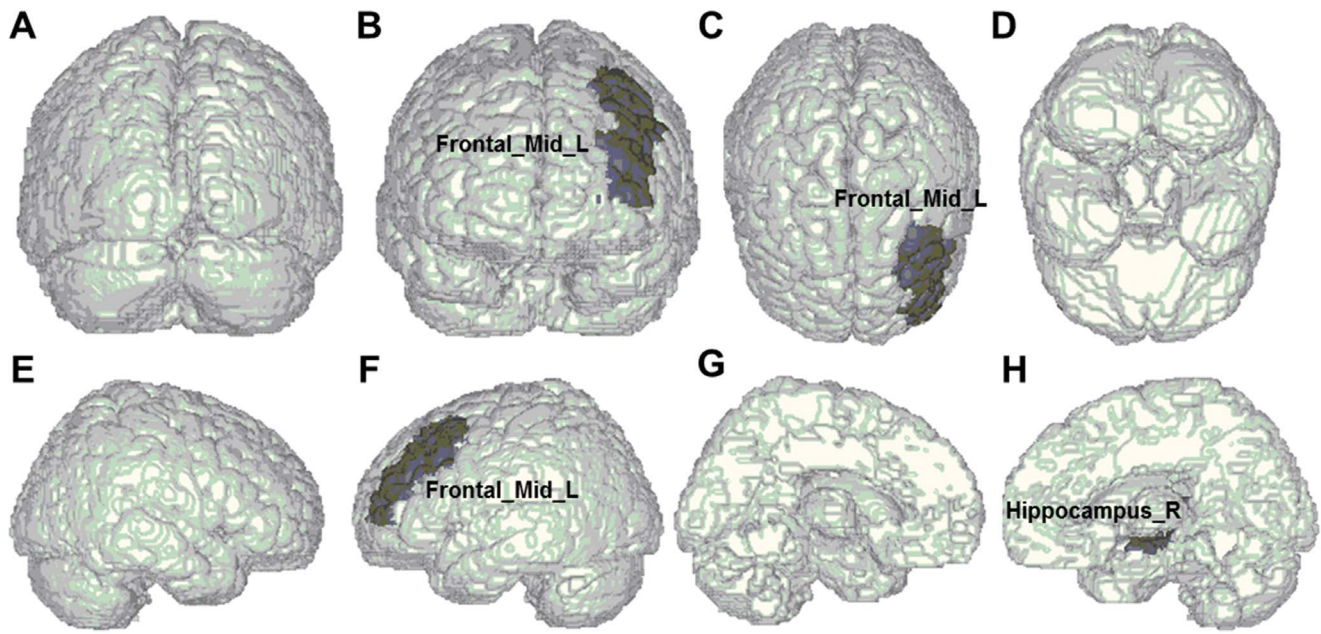 A
B
C
D
Frontal_Mid_L
Frontal_Mid_L
E
F
G
H
Frontal_Mid_L
Hippocampus_R